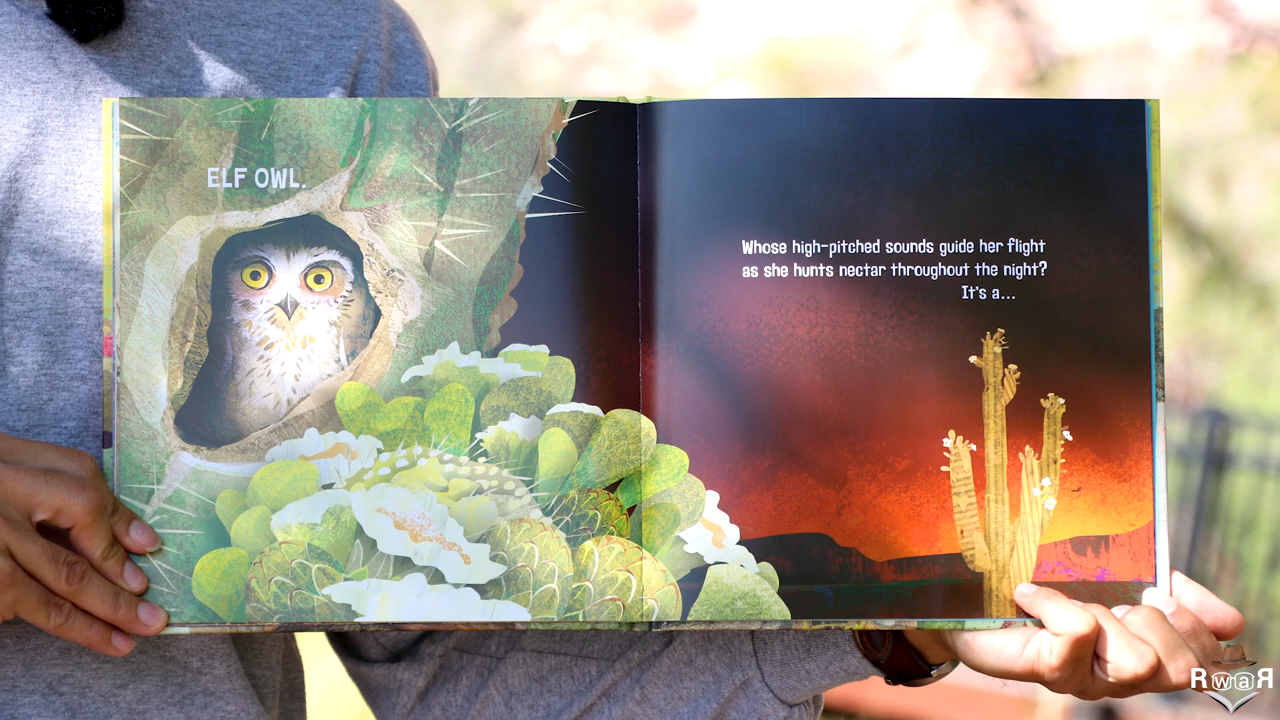 ELF OWL.
Whose high-pitched sounds guide her flight
as she hunts nectar throughout the night?
It's a...
RwaR